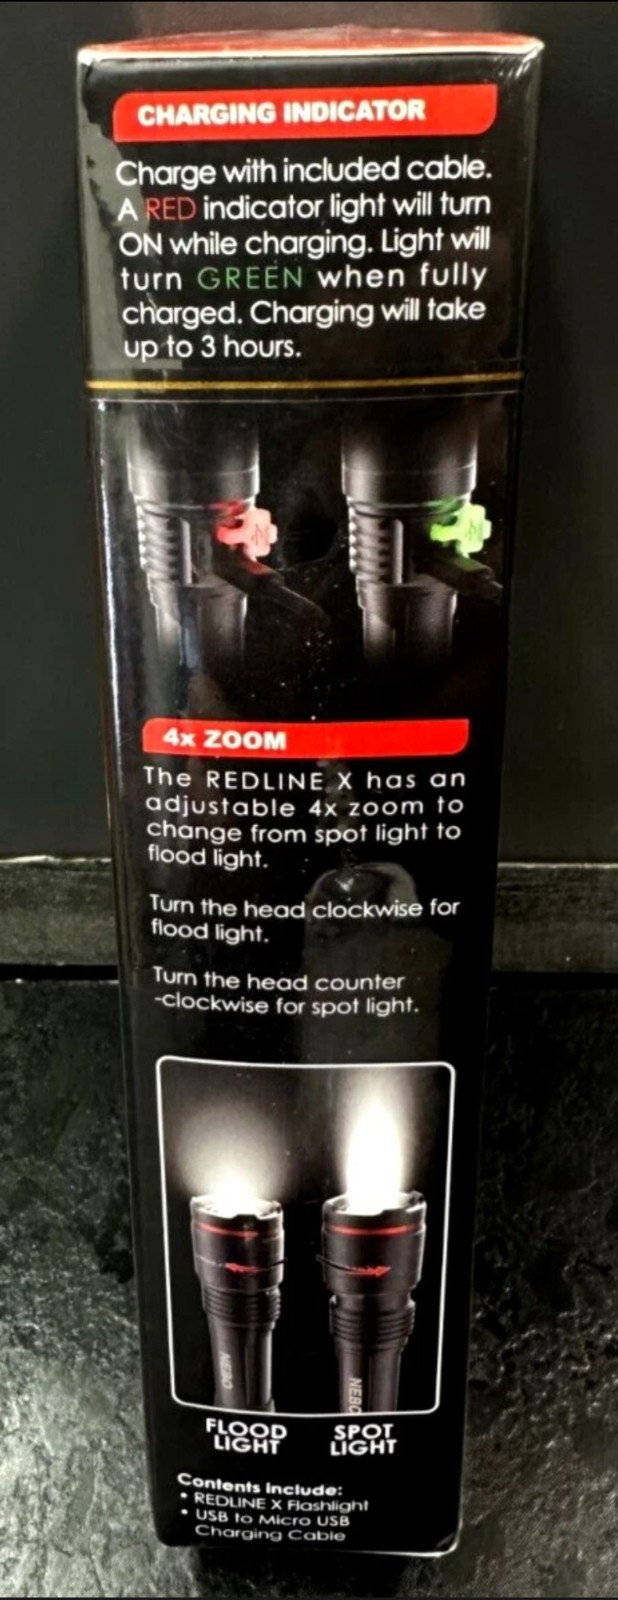 CHARGING INDICATOR
Charge with included cable.
A RED indicator light will turn
ON while charging. Light will
turn GREEN when fully
charged. Charging will take
up to 3 hours.
N N
4x ZOOM
The REDLINE X has an
adjustable 4x zoom to
change from spot light to
flood light.
Turn the head clockwise for
flood light.
Turn the head counter
-clockwise for spot light.
NEBO NEBO
FLOOD
LIGHT
SPOT
LIGHT
Contents Include:
• REDLINE X Flashlight
• USB to Micro USB
Charging Cable